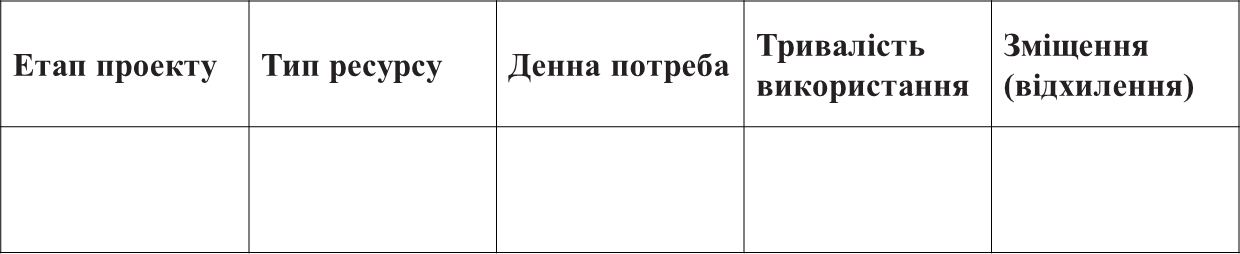 Етап проекту
Тип ресурсу
Денна потреба
Тривалість
використання
Зміщення
(відхилення)